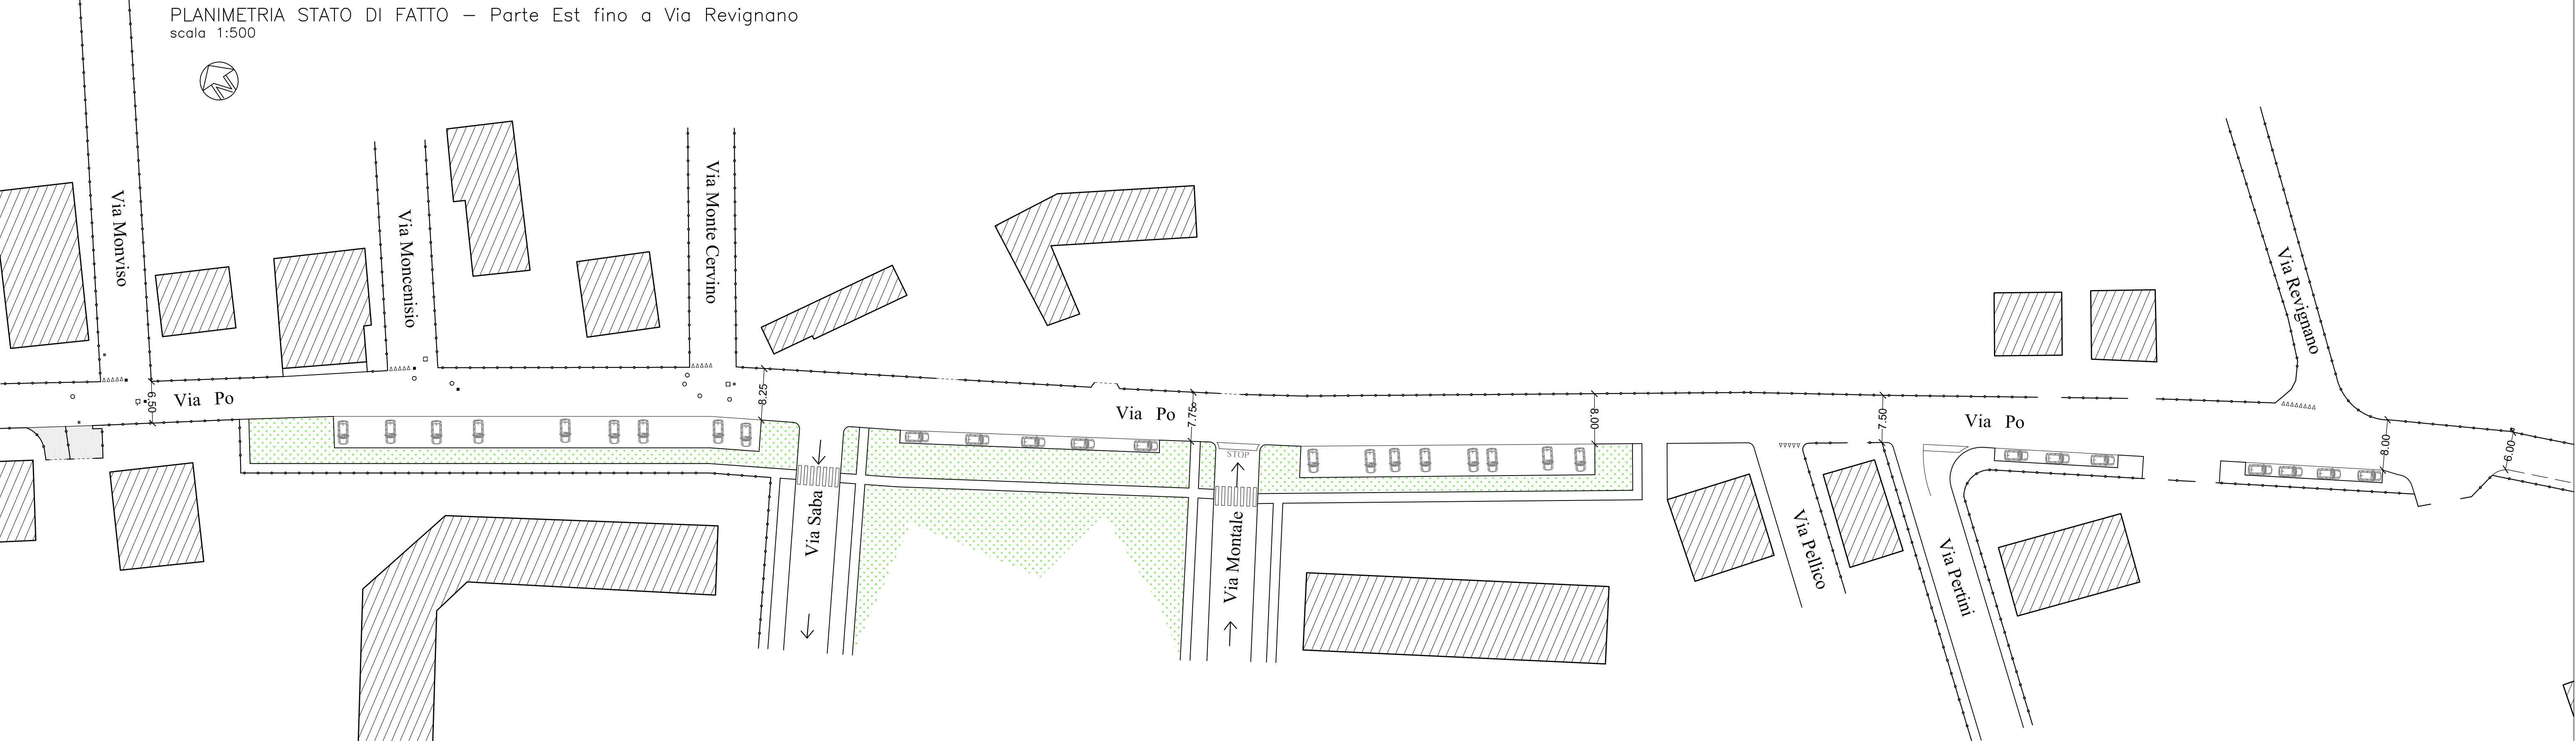 PLANIMETRIA STATO DI FATTO – Parte Est fino a Via Revignano
scala 1:500
N
Via Monviso
Via Moncenisio
Via Monte Cervino
Via Revignano
6.50
Via Po
8.25
Via Po
7.75
8.00
7.50
Via Po
8.00
6.00
STOP
Via Saba
Via Montale
Via Pellico
Via Pertini